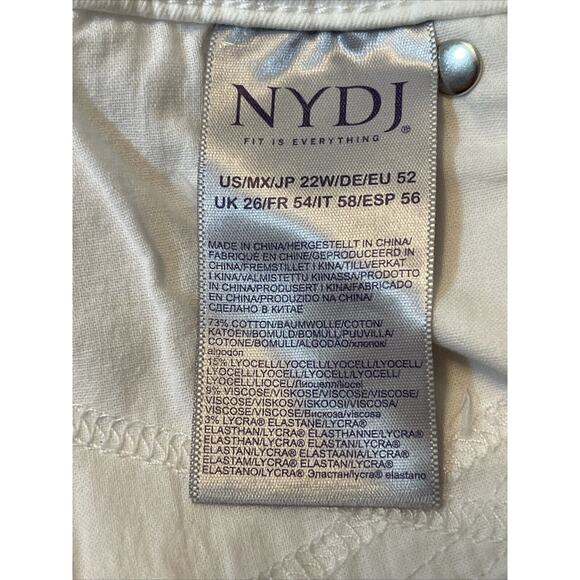 NYDJ®
FIT IS EVERYTHING
US/MX/JP 22W/DE/EU 52
UK 26/FR 54/IT 58/ESP 56
MADE IN CHINA/HERGESTELLT IN CHINA/
FABRIQUÉ EN CHINE/GEPRODUCEERD IN
CHINA/FREMSTILLET I KINA/TILLVERKAT
I KINA/VALMISTETTU KIINASSA/PRODOTTO
IN CHINA/PRODUSERT I KINA/FABRICADO
EN CHINA/PRODUZIDO NA CHINA/
СДЕЛАНО В КИТАЕ
73% COTTON/BAUMWOLLE/COTON/
KATOEN/BOMULD/BOMULL/PUUVILLA/
COTONE/BOMULL/ALGODÃO/хлопок/
algodón
15% LYOCELL/LYOCELL/LYOCELL/LYOCELL/
LYOCELL/LYOCELL/LYOCELL/LYOCELL/
LYOCELL/LIOCEL/Лиоцелл/liocel
9% VISCOSE/VISKOSE/VISCOSE/VISCOSE/
VISCOSE/VISKOS/VISKOOSI/VISCOSA/
VISCOSE/VISCOSE/Вискоза/viscosa
3% LYCRA® ELASTANE/LYCRA®
ELASTHAN/LYCRA® ÉLASTHANNE/LYCRA®
ELASTHAN/LYCRA® ELASTAN/LYCRA®
ELASTAN/LYCRA® ELASTAANIA/LYCRA®
ELASTAM/LYCRA® ELASTAN/LYCRA®
ELASTANO/LYCRA® Эластан/lycra® elastano